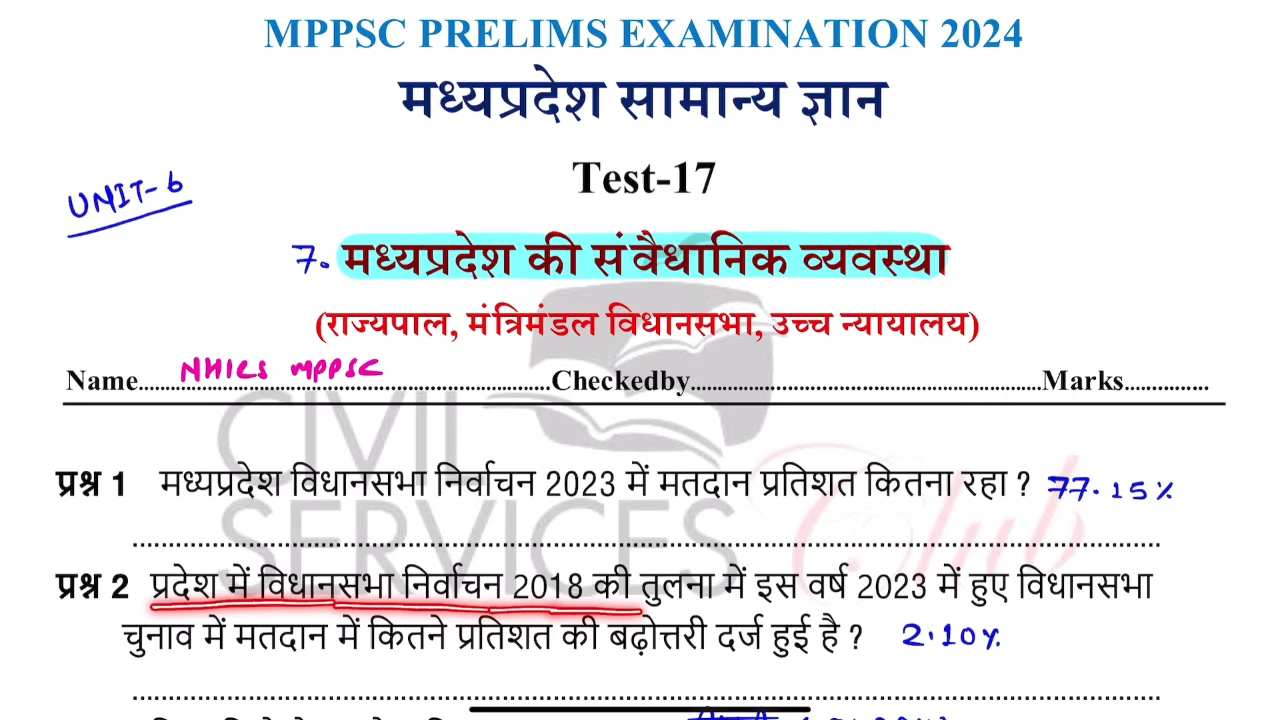 MPPSC PRELIMS EXAMINATION 2024
मध्यप्रदेश सामान्य ज्ञान
Test-17
UNIT-6
7. मध्यप्रदेश की संवैधानिक व्यवस्था
(राज्यपाल, मंत्रिमंडल विधानसभा, उच्च न्यायालय)
Name....NHICS MPPSC....Checkedby....Marks....
CIVIL
SERVICES
Club
प्रश्न 1 मध्यप्रदेश विधानसभा निर्वाचन 2023 में मतदान प्रतिशत कितना रहा ? 77.15%
प्रश्न 2 प्रदेश में विधानसभा निर्वाचन 2018 की तुलना में इस वर्ष 2023 में हुए विधानसभा
चुनाव में मतदान में कितने प्रतिशत की बढ़ोत्तरी दर्ज हुई है ? 2.10%